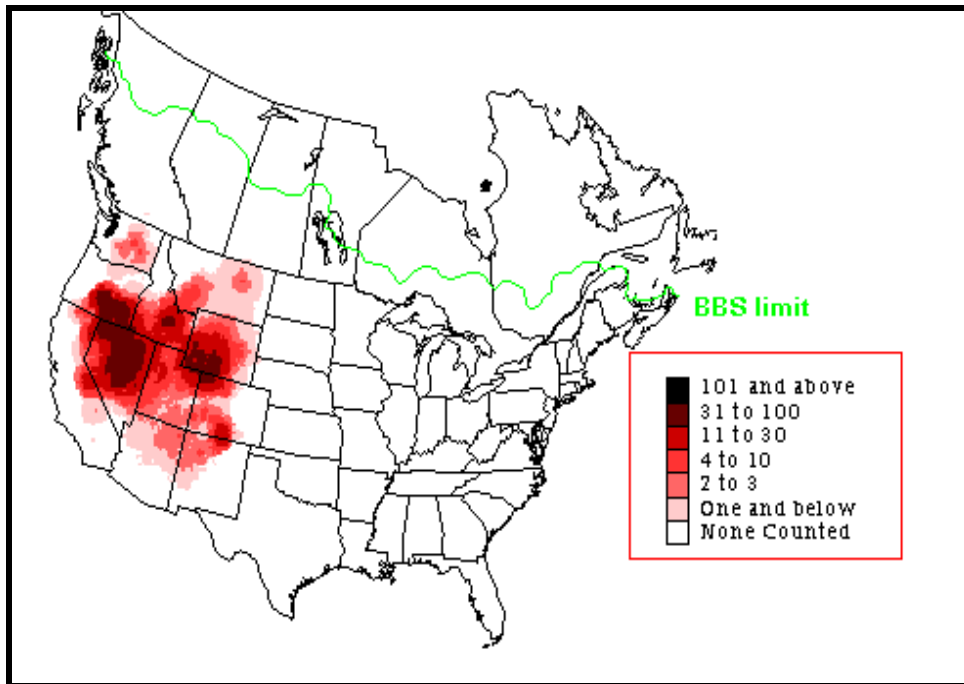 BBS limit
101 and above
31 to 100
11 to 30
4 to 10
2 to 3
One and below
None Counted